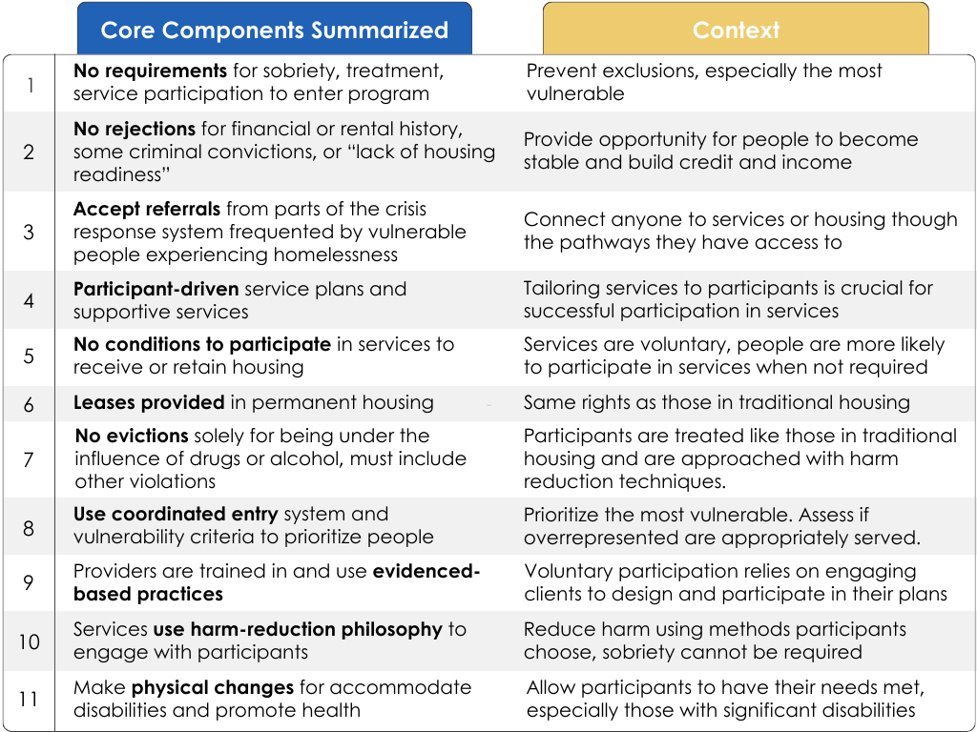 Core Components Summarized
Context
1
No requirements for sobriety, treatment,
service participation to enter program
Prevent exclusions, especially the most
vulnerable
2
No rejections for financial or rental history,
some criminal convictions, or “lack of housing
readiness”
Provide opportunity for people to become
stable and build credit and income
3
Accept referrals from parts of the crisis
response system frequented by vulnerable
people experiencing homelessness
Connect anyone to services or housing though
the pathways they have access to
4
Participant-driven service plans and
supportive services
Tailoring services to participants is crucial for
successful participation in services
5
No conditions to participate in services to
receive or retain housing
Services are voluntary, people are more likely
to participate in services when not required
6
Leases provided in permanent housing
Same rights as those in traditional housing
7
No evictions solely for being under the
influence of drugs or alcohol, must include
other violations
Participants are treated like those in traditional
housing and are approached with harm
reduction techniques.
8
Use coordinated entry system and
vulnerability criteria to prioritize people
Prioritize the most vulnerable. Assess if
overrepresented are appropriately served.
9
Providers are trained in and use evidenced-
based practices
Voluntary participation relies on engaging
clients to design and participate in their plans
10
Services use harm-reduction philosophy to
engage with participants
Reduce harm using methods participants
choose, sobriety cannot be required
11
Make physical changes for accommodate
disabilities and promote health
Allow participants to have their needs met,
especially those with significant disabilities